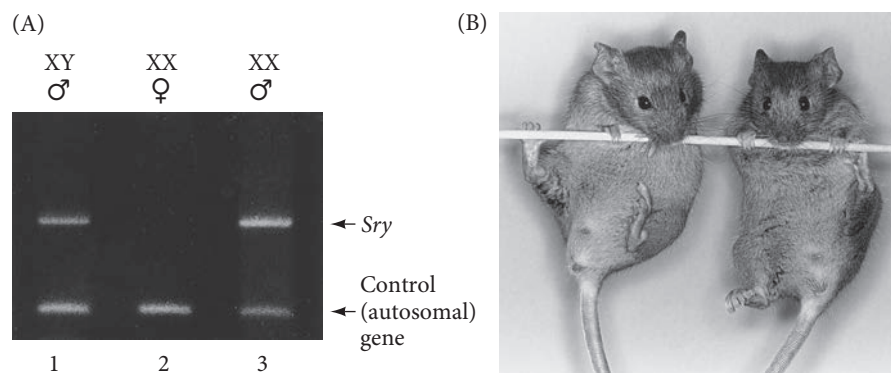 (A)
XY XX XX
♂ ♀ ♂
Sry
Control
(autosomal)
gene
1 2 3
(B)